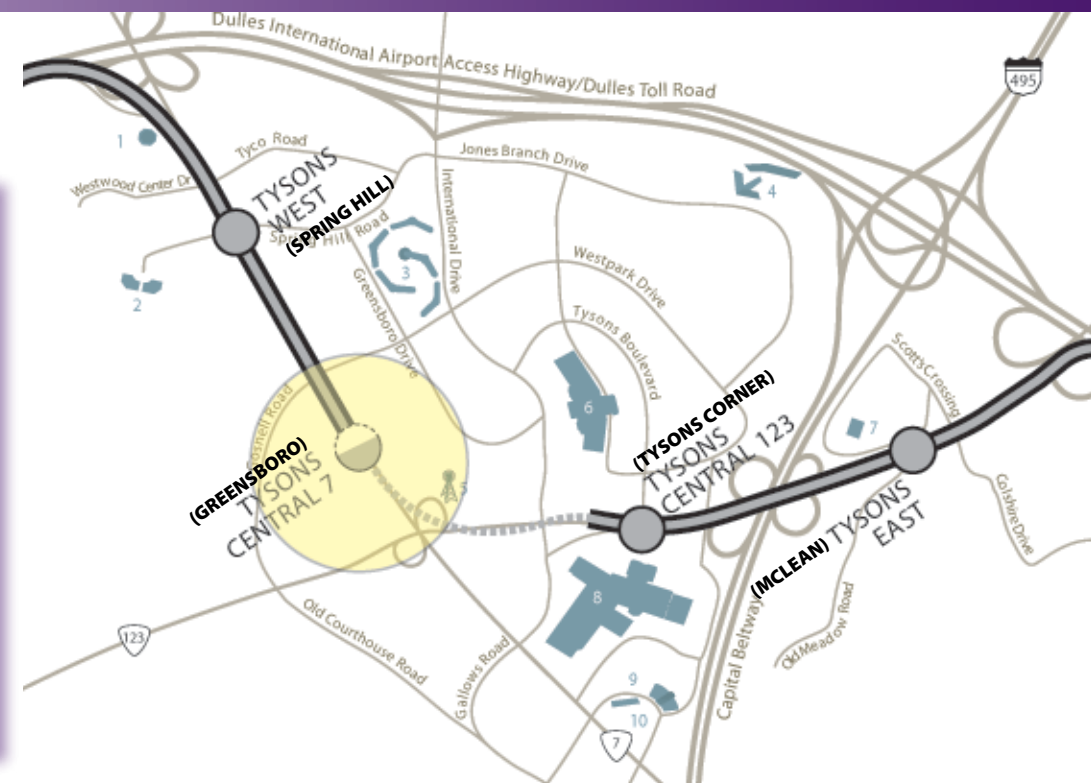 Dulles International Airport Access Highway/Dulles Toll Road
495
1
Tyco Road
Jones Branch Drive
Westwood Center Dr
TYSONS
WEST
(SPRING HILL)
Spring Hill Road
International Drive
4
3
2
Westpark Drive
Greensboro Drive
Tysons Boulevard
Scotts Crossing
6
7
(TYSONS CORNER)
TYSONS
CENTRAL 123
(GREENSBORO)
TYSONS
CENTRAL 7
5
Colshire Drive
(MCLEAN) TYSONS
EAST
8
123
Old Courthouse Road
Gallows Road
Capital Beltway
Old Meadow Road
9
10
7